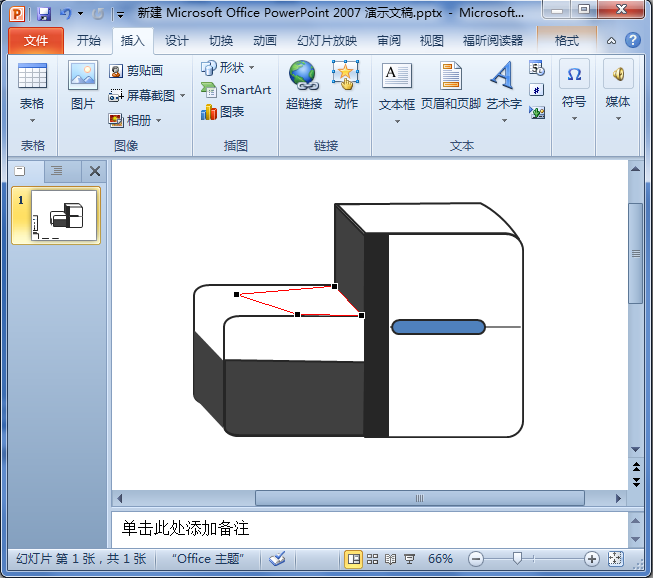 新建 Microsoft Office PowerPoint 2007 演示文稿.pptx - Microsoft...
文件 开始 插入 设计 切换 动画 幻灯片放映 审阅 视图 福昕阅读器 格式
表格 图片 剪贴画 屏幕截图 相册 形状 SmartArt 图表 超链接 动作 文本框 页眉和页脚 艺术字 符号 媒体
表格 图像 插图 链接 文本
1
单击此处添加备注
幻灯片 第 1 张，共 1 张 "Office 主题" 66%